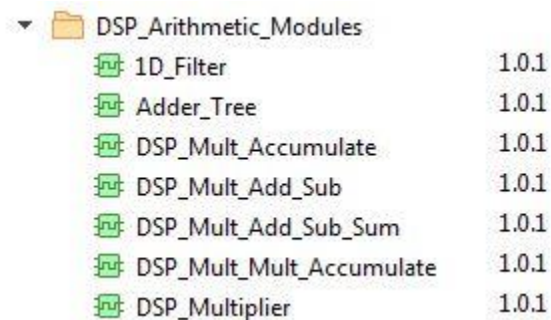 DSP_Arithmetic_Modules
1D_Filter 1.0.1
Adder_Tree 1.0.1
DSP_Mult_Accumulate 1.0.1
DSP_Mult_Add_Sub 1.0.1
DSP_Mult_Add_Sub_Sum 1.0.1
DSP_Mult_Mult_Accumulate 1.0.1
DSP_Multiplier 1.0.1